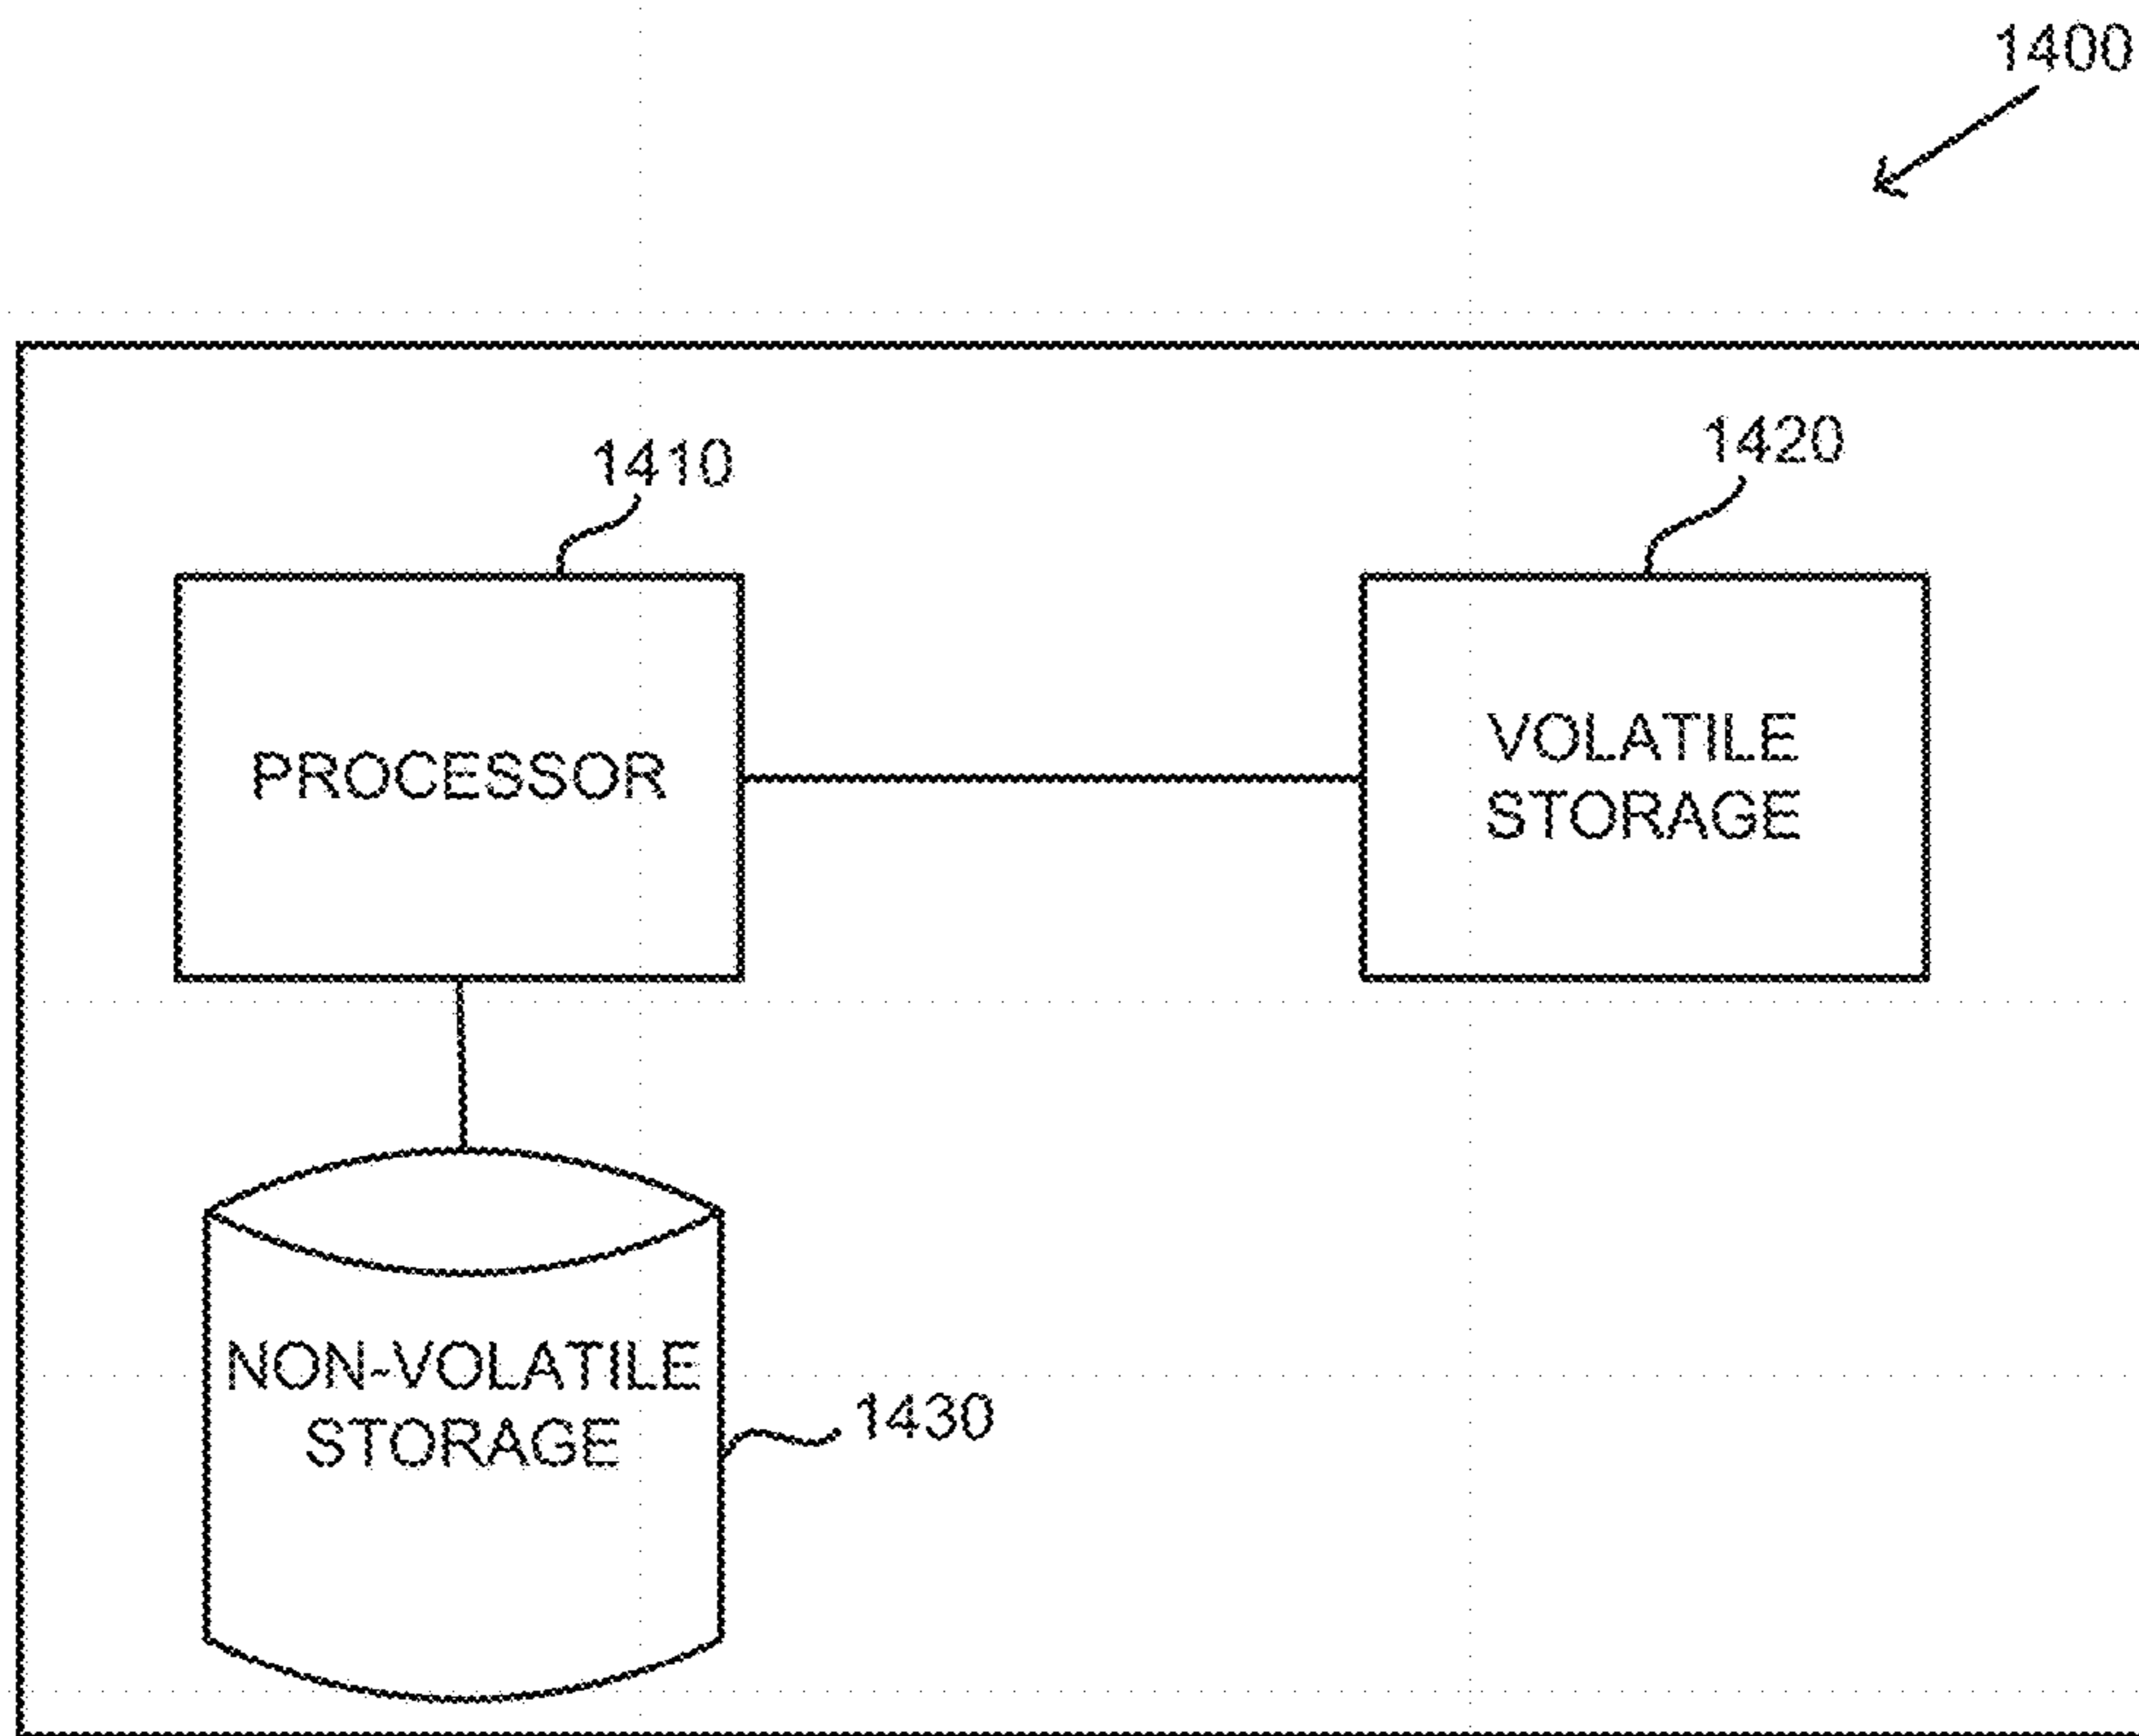 1400
1410
1420
PROCESSOR
VOLATILE
STORAGE
NON-VOLATILE
STORAGE
1430